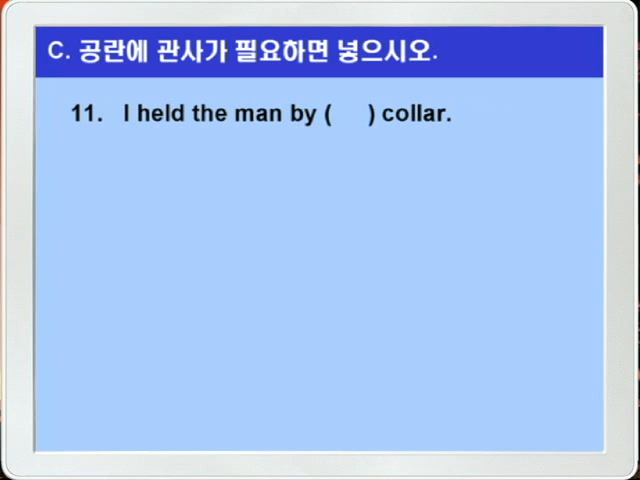 C. 공란에 관사가 필요하면 넣으시오.
11. I held the man by (     ) collar.